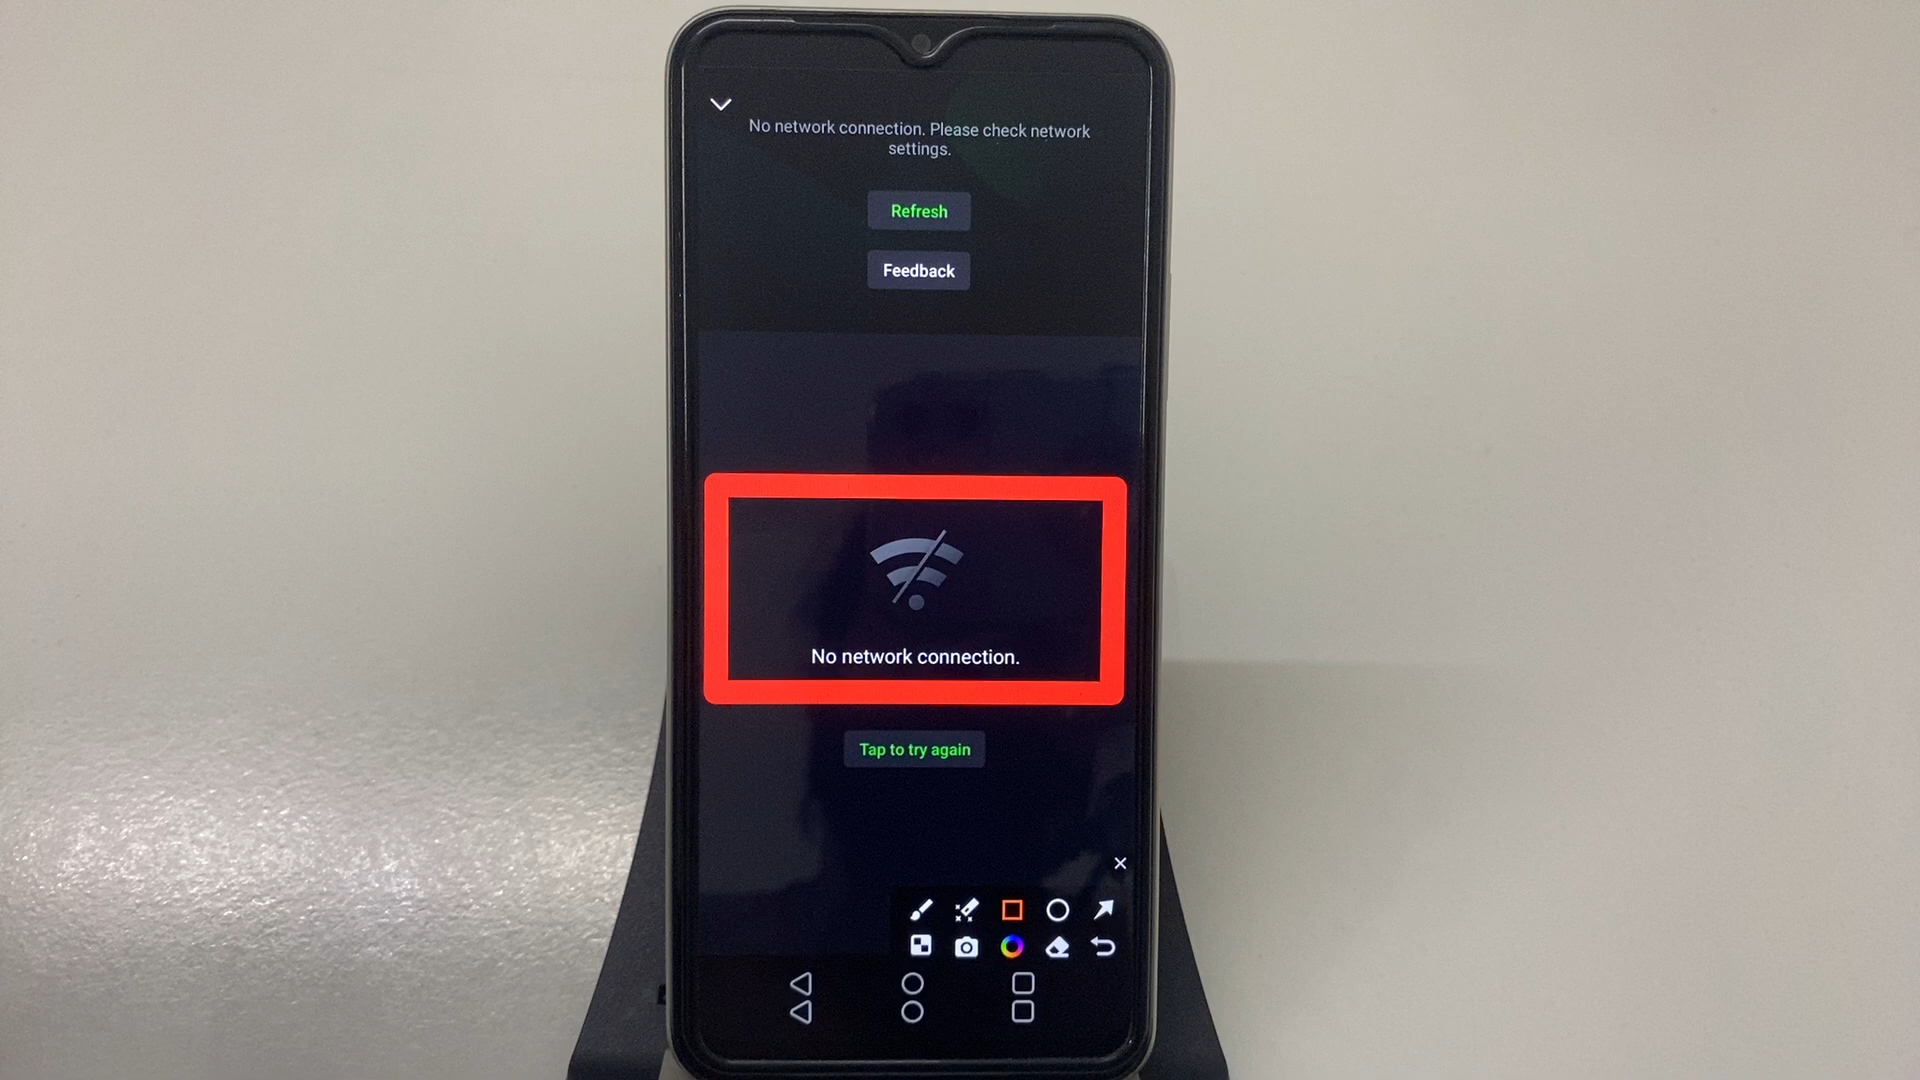 No network connection. Please check network
settings.
Refresh
Feedback
No network connection.
Tap to try again